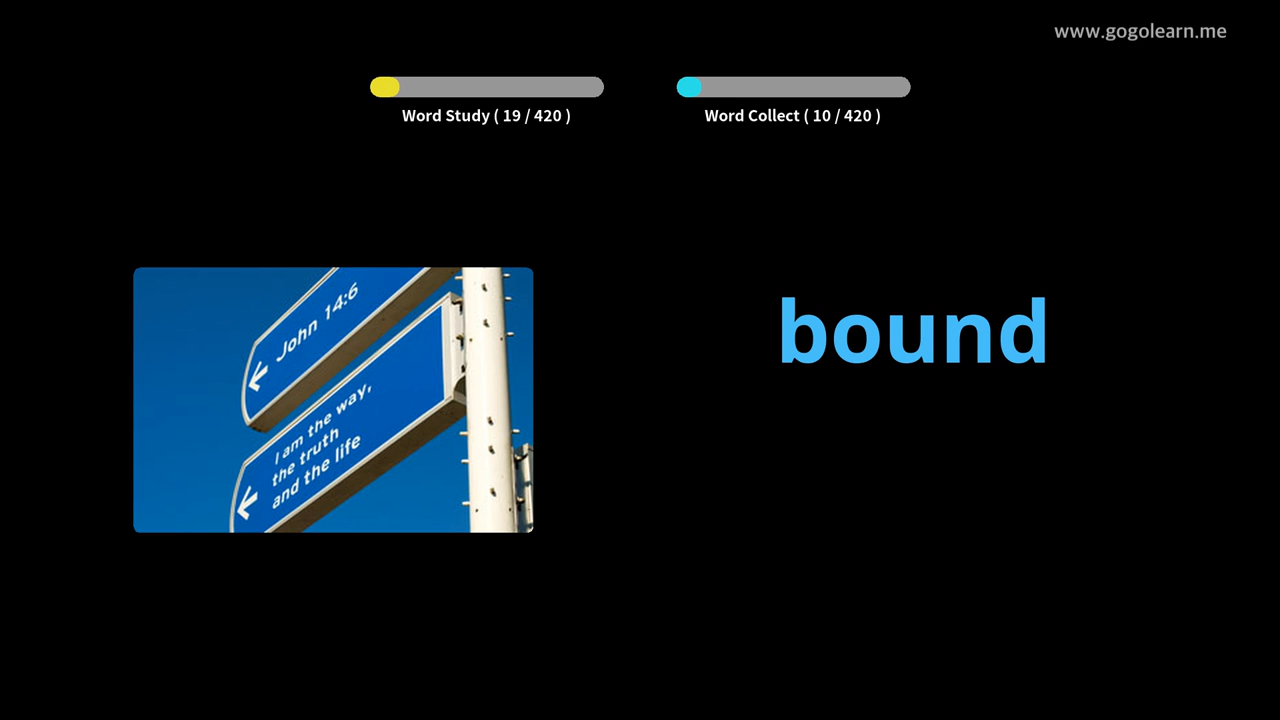 www.gogolearn.me
Word Study ( 19 / 420 )
Word Collect ( 10 / 420 )
John 14:6
I am the way,
the truth
and the life
bound